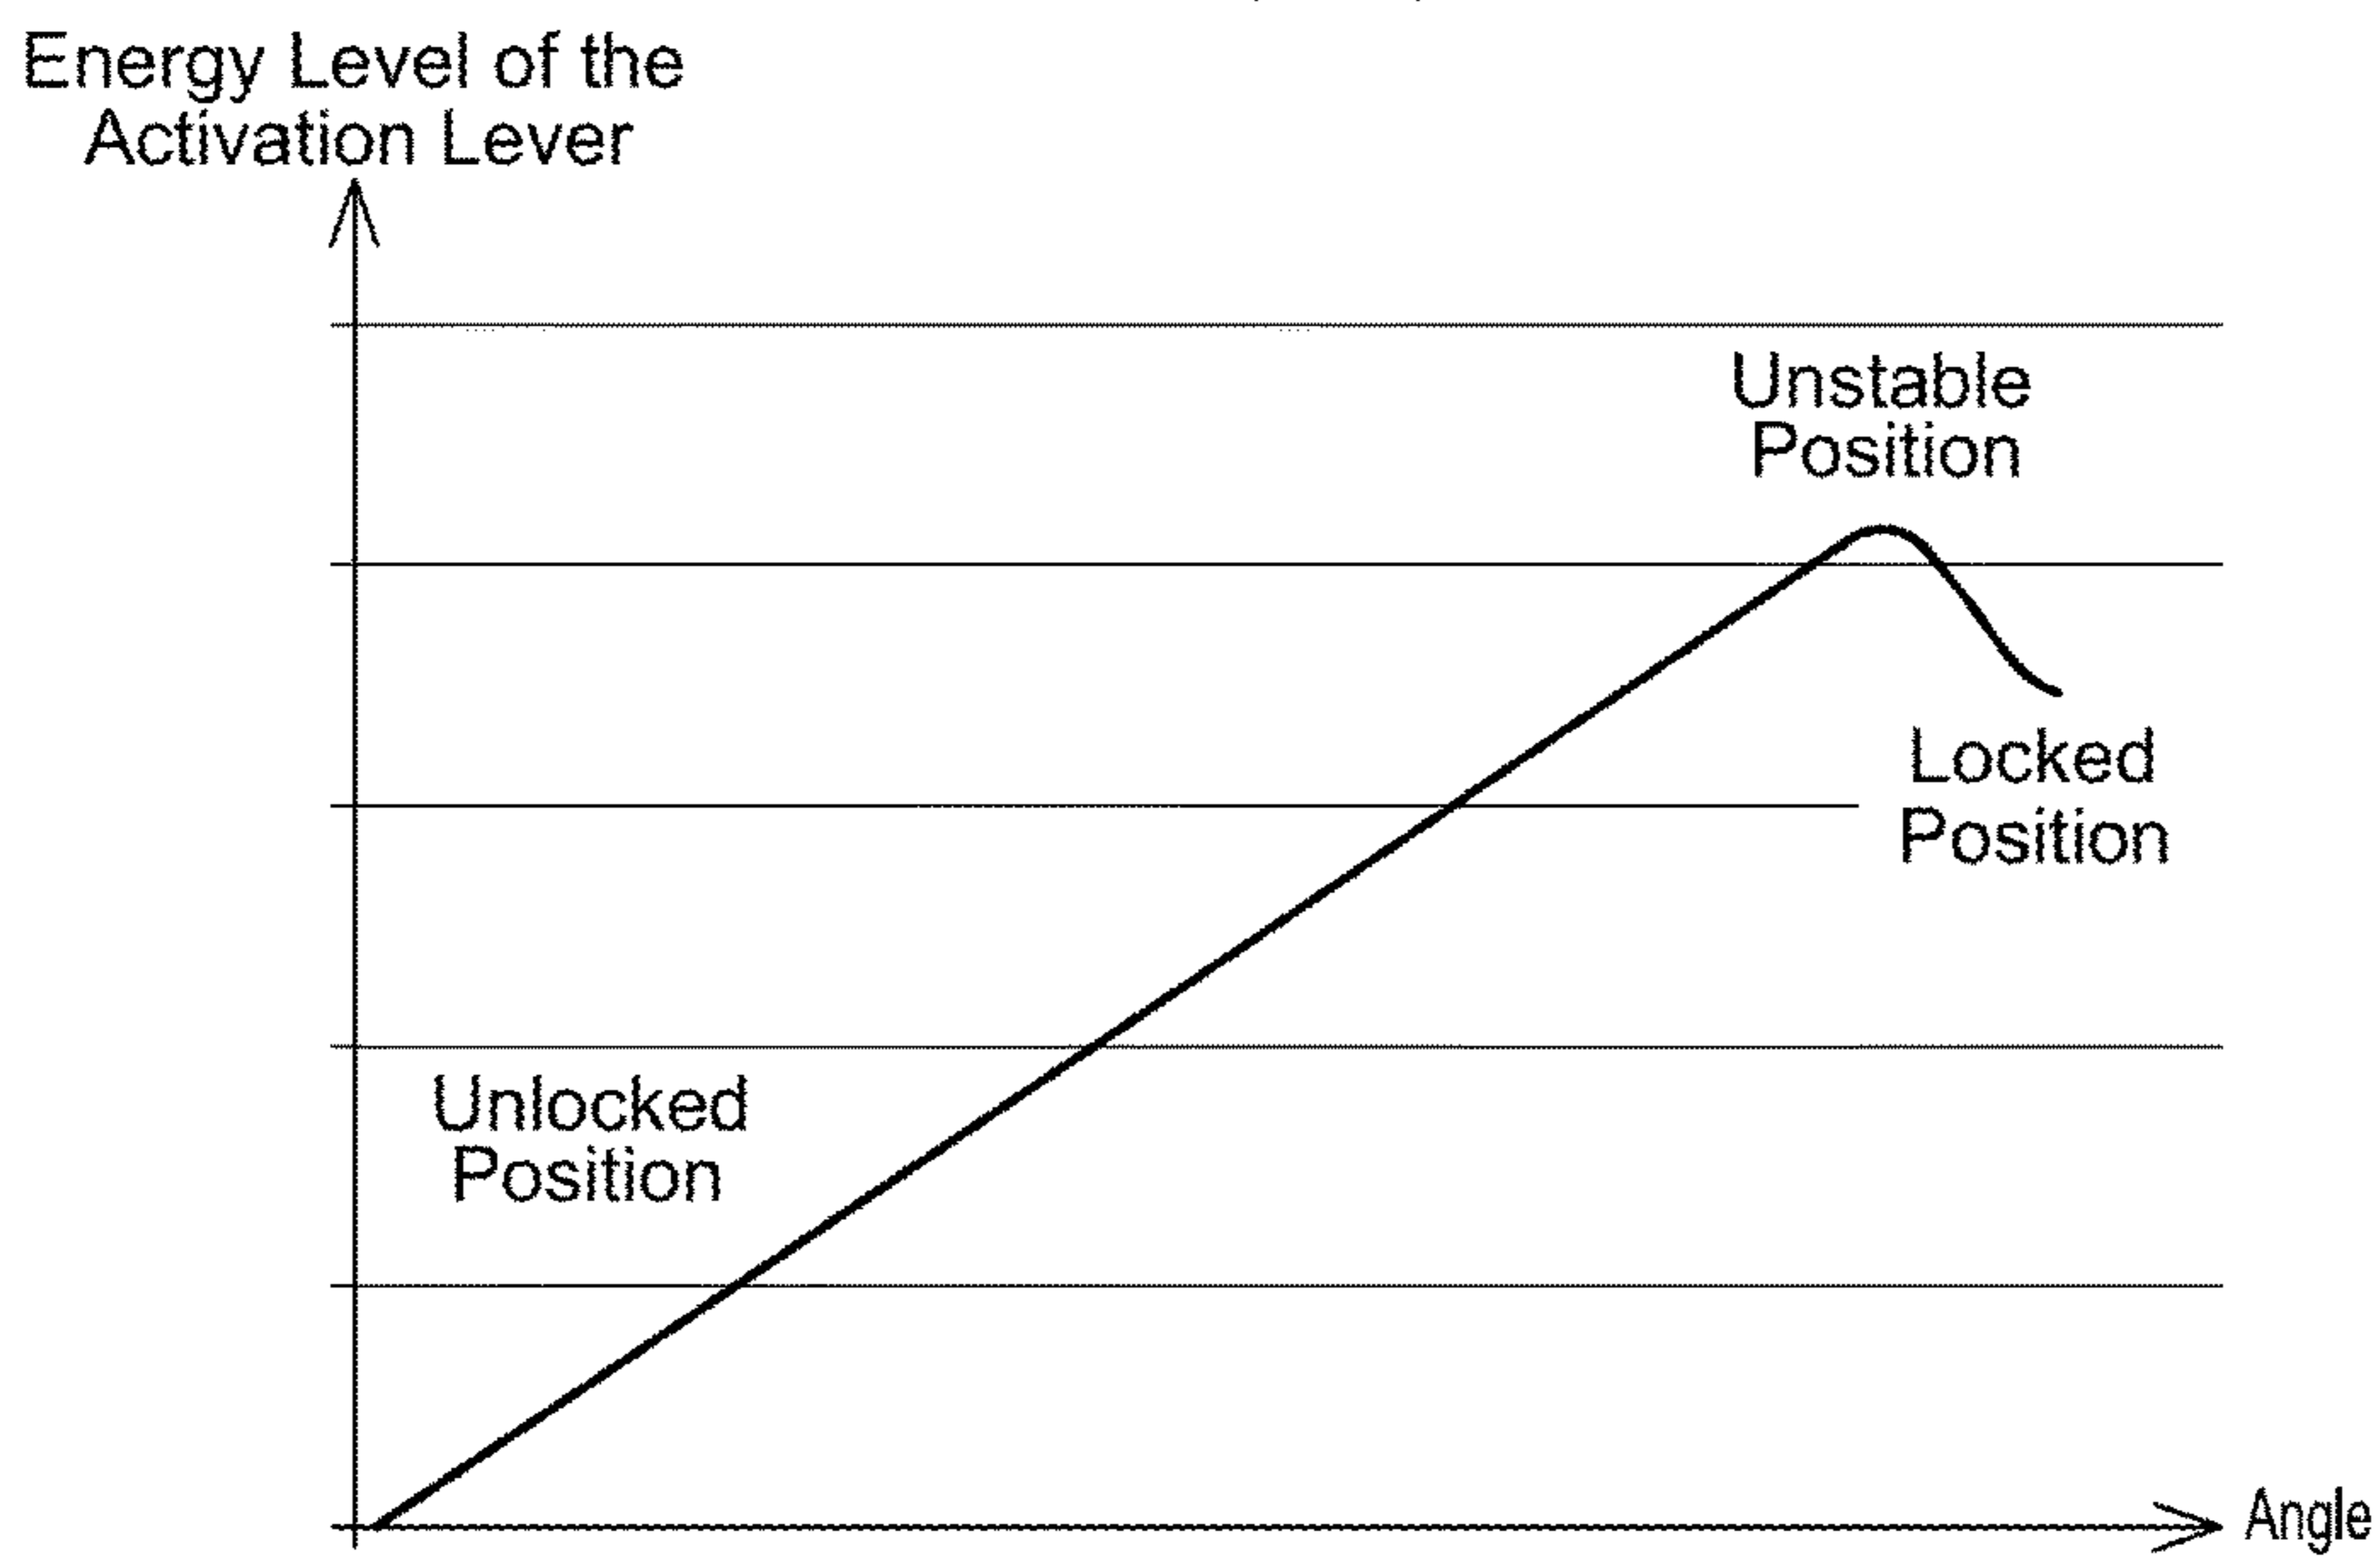 Energy Level of the
Activation Lever
Unstable
Position
Locked
Position
Unlocked
Position
Angle